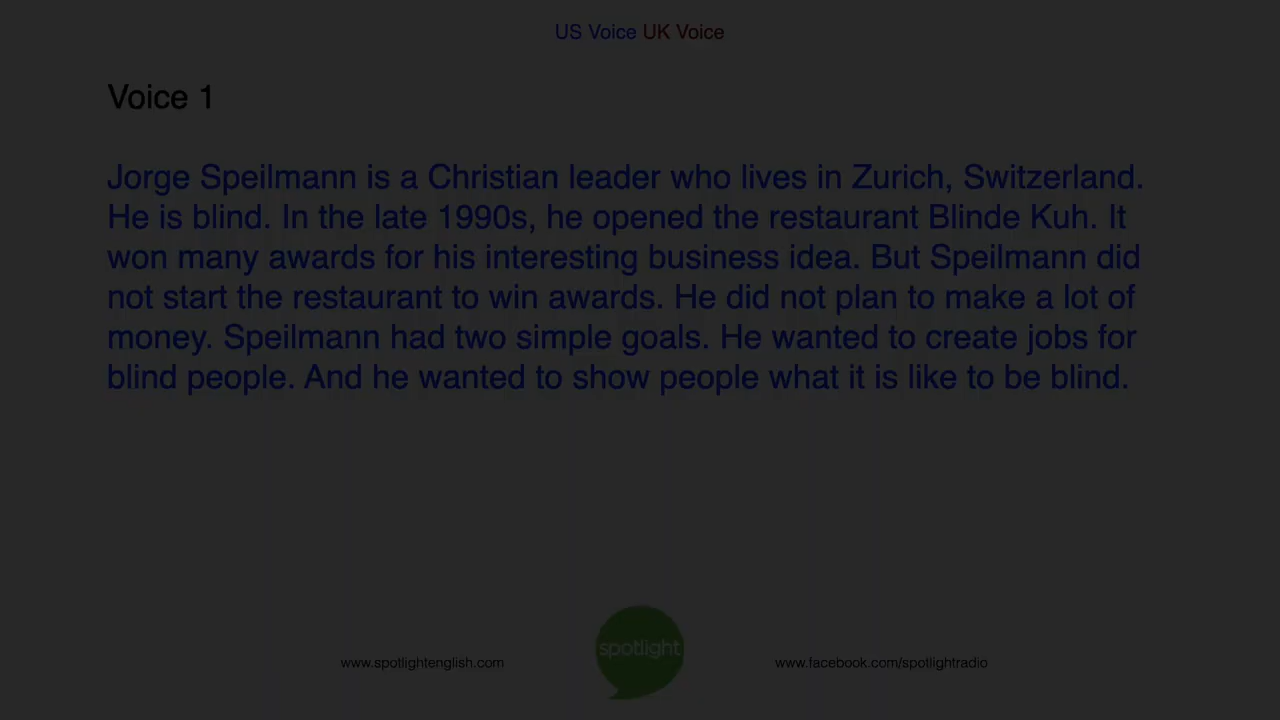 US Voice UK Voice
Voice 1
Jorge Speilmann is a Christian leader who lives in Zurich, Switzerland.
He is blind. In the late 1990s, he opened the restaurant Blinde Kuh. It
won many awards for his interesting business idea. But Speilmann did
not start the restaurant to win awards. He did not plan to make a lot of
money. Speilmann had two simple goals. He wanted to create jobs for
blind people. And he wanted to show people what it is like to be blind.
spotlight
www.spotlightenglish.com
www.facebook.com/spotlightradio